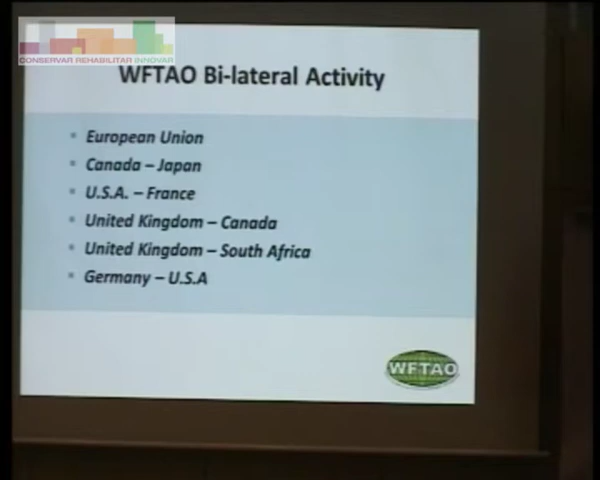 CONSERVAR REHABILITAR INNOVAR
WFTAO Bi-lateral Activity
European Union
Canada – Japan
U.S.A. – France
United Kingdom – Canada
United Kingdom – South Africa
Germany – U.S.A
WFTAO